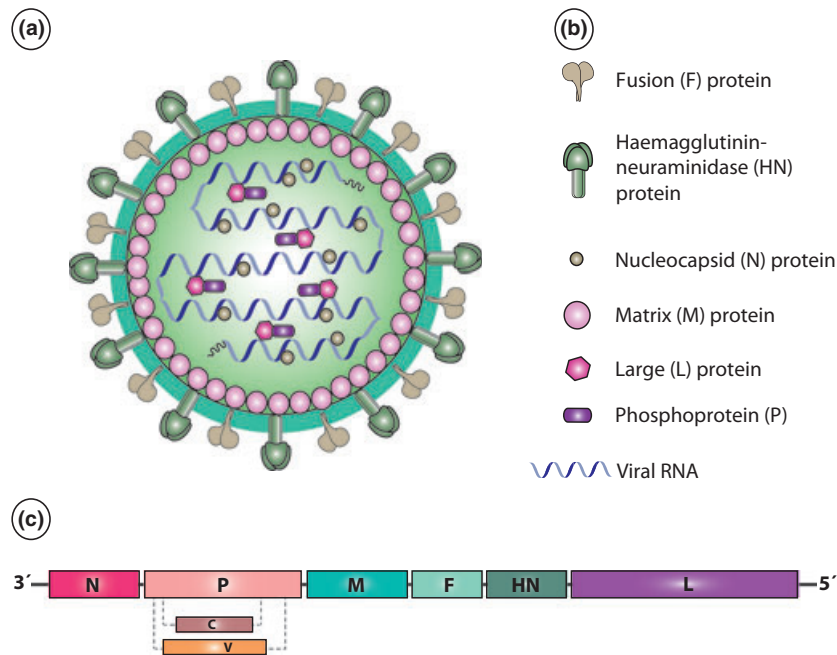 (a)
(b)
Fusion (F) protein
Haemagglutinin-
neuraminidase (HN)
protein
Nucleocapsid (N) protein
Matrix (M) protein
Large (L) protein
Phosphoprotein (P)
Viral RNA
(c)
3´ N P M F HN L 5´
C
V